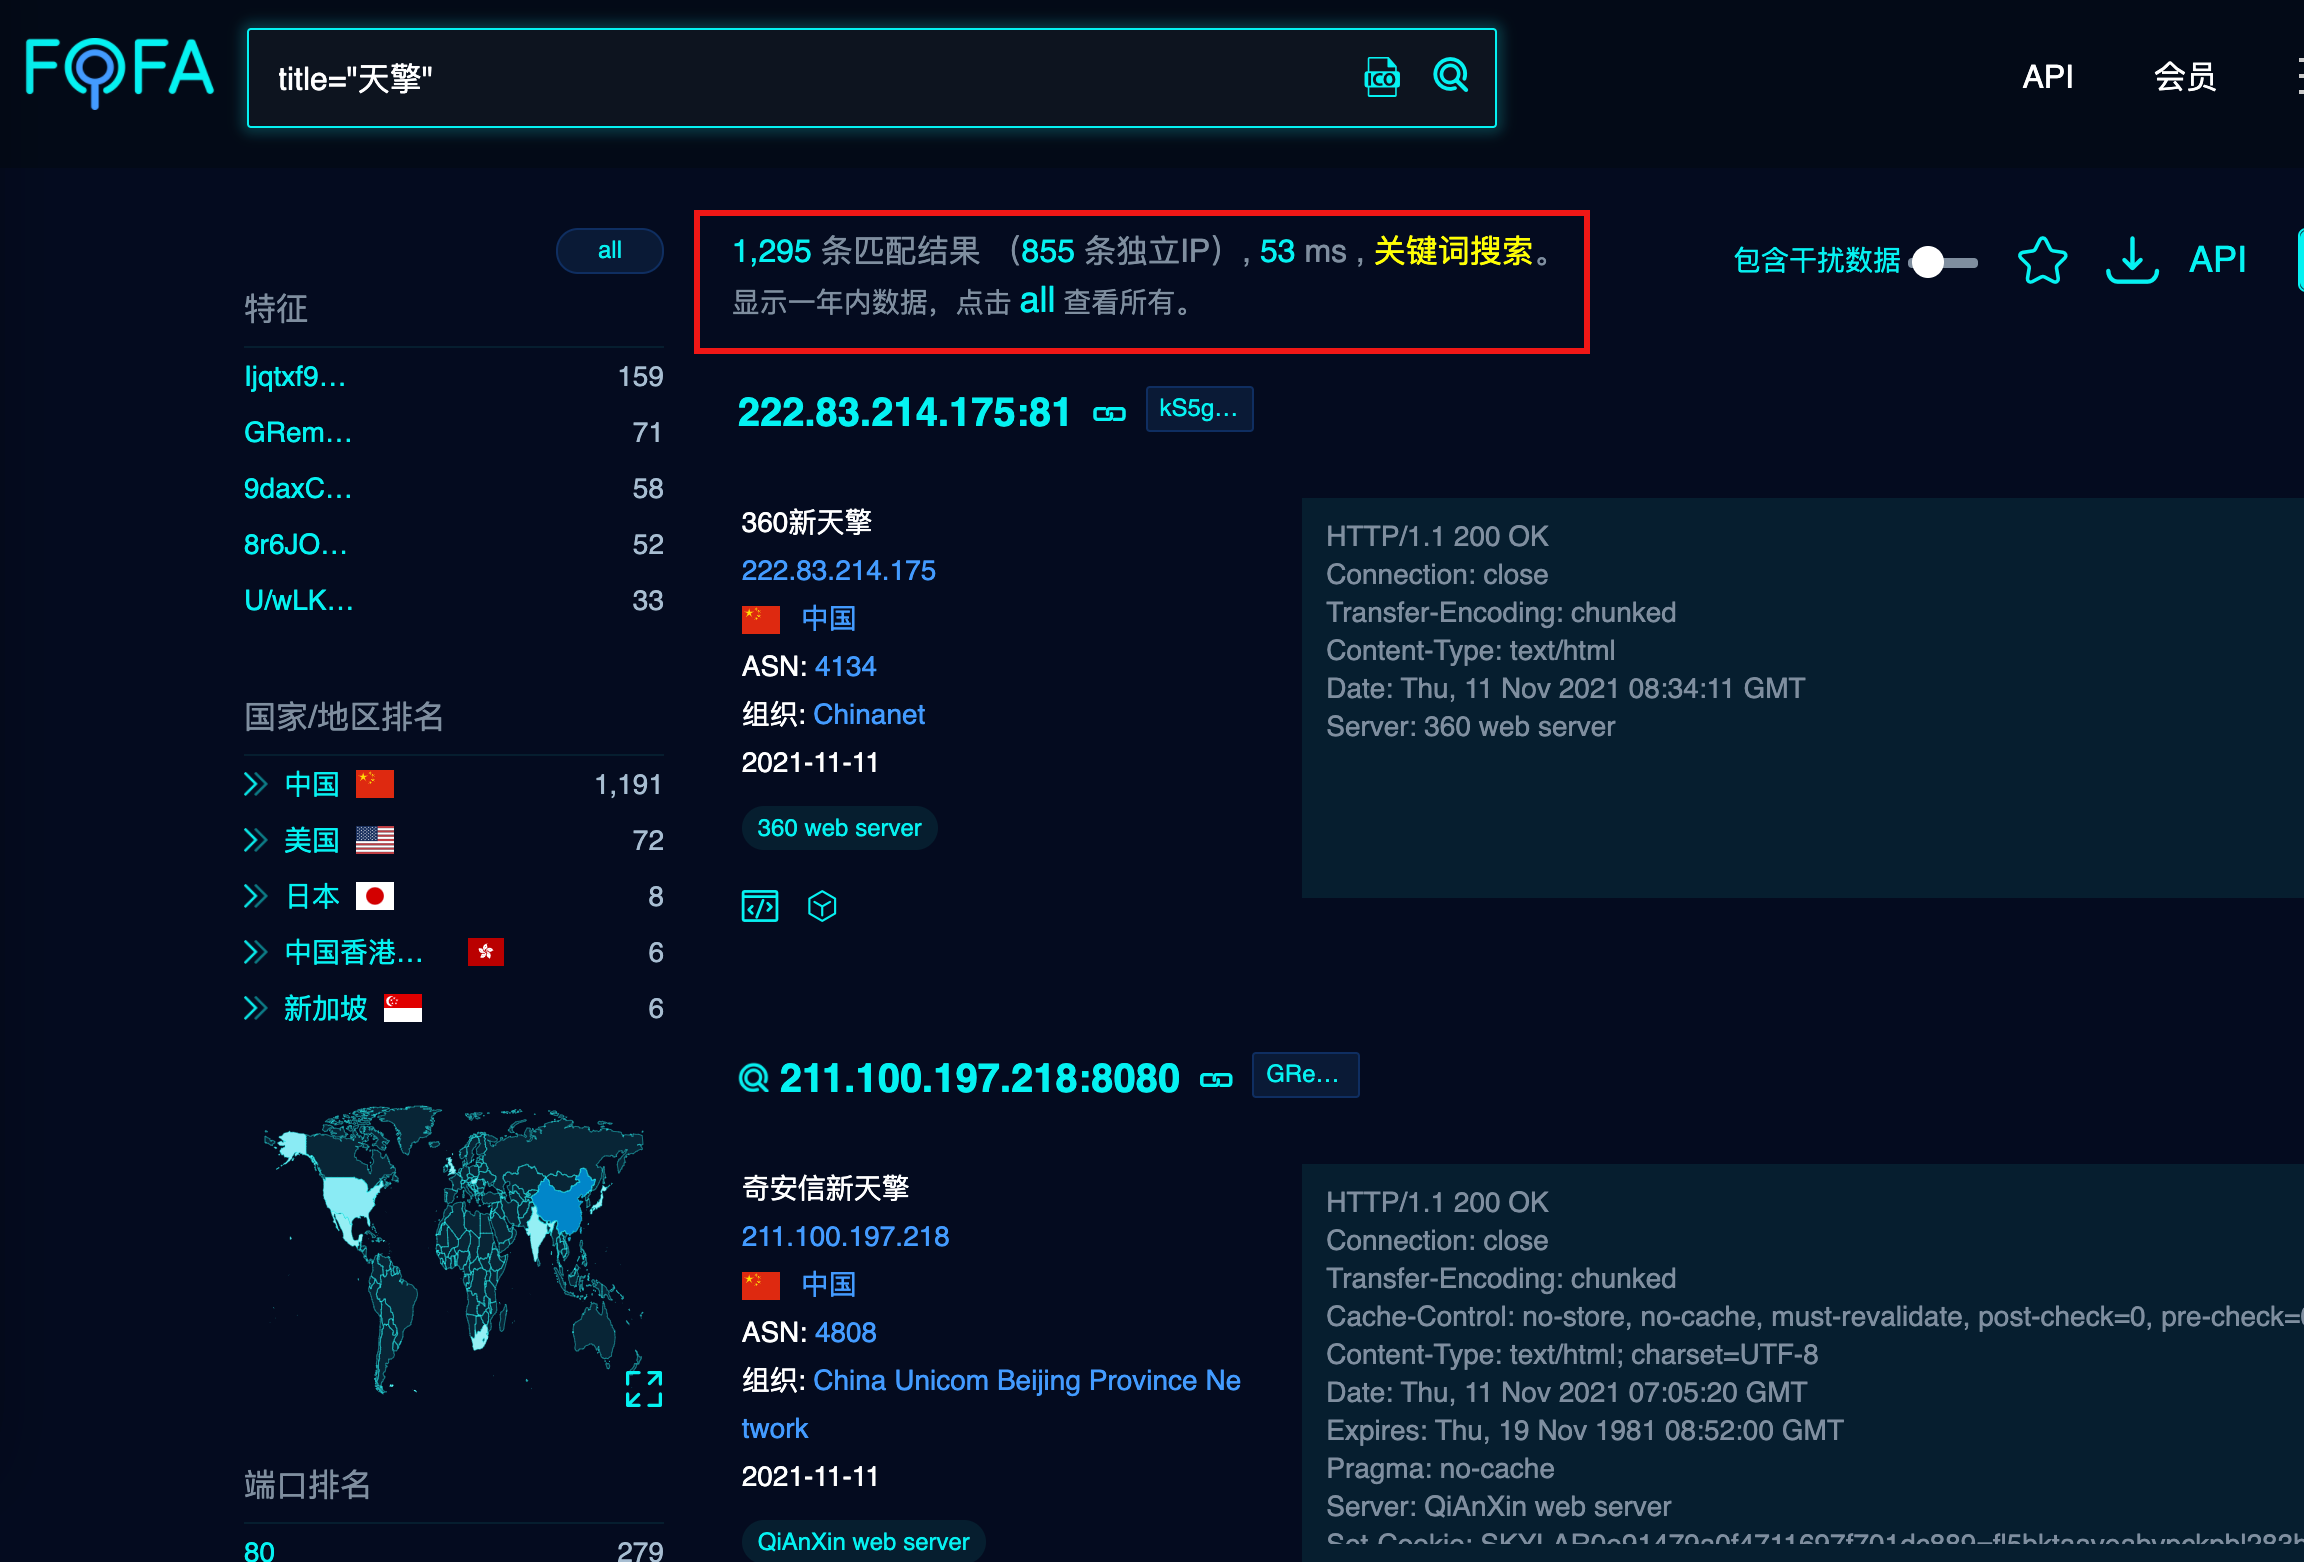 FOFA
title="天擎"
ICO
API
会员
all
1,295 条匹配结果 （855 条独立IP）, 53 ms , 关键词搜索。
显示一年内数据，点击 all 查看所有。
包含干扰数据
API
特征
ljqtxf9...
159
GRem...
71
9daxC...
58
8r6JO...
52
U/wLK...
33
国家/地区排名
中国
1,191
美国
72
日本
8
中国香港...
6
新加坡
6
端口排名
80
279
222.83.214.175:81
kS5g...
360新天擎
222.83.214.175
中国
ASN: 4134
组织: Chinanet
2021-11-11
360 web server
HTTP/1.1 200 OK
Connection: close
Transfer-Encoding: chunked
Content-Type: text/html
Date: Thu, 11 Nov 2021 08:34:11 GMT
Server: 360 web server
211.100.197.218:8080
GRe...
奇安信新天擎
211.100.197.218
中国
ASN: 4808
组织: China Unicom Beijing Province Ne
twork
2021-11-11
QiAnXin web server
HTTP/1.1 200 OK
Connection: close
Transfer-Encoding: chunked
Cache-Control: no-store, no-cache, must-revalidate, post-check=0, pre-check=
Content-Type: text/html; charset=UTF-8
Date: Thu, 11 Nov 2021 07:05:20 GMT
Expires: Thu, 19 Nov 1981 08:52:00 GMT
Pragma: no-cache
Server: QiAnXin web server
Set-Cookie: